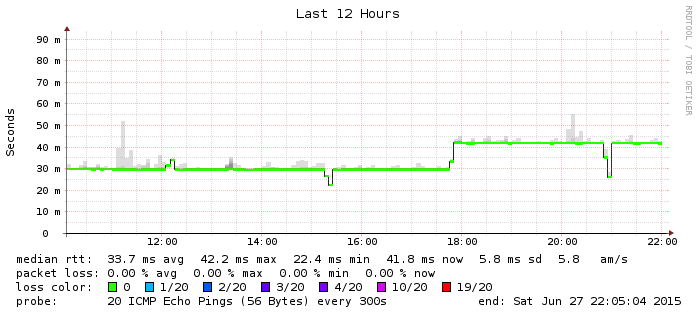 Last 12 Hours
RRDTOOL / TOBI OETIKER
Seconds
90 m
80 m
70 m
60 m
50 m
40 m
30 m
20 m
10 m
0
12:00 14:00 16:00 18:00 20:00 22:00
median rtt: 33.7 ms avg 42.2 ms max 22.4 ms min 41.8 ms now 5.8 ms sd 5.8 am/s
packet loss: 0.00 % avg 0.00 % max 0.00 % min 0.00 % now
loss color: 0 1/20 2/20 3/20 4/20 10/20 19/20
probe: 20 ICMP Echo Pings (56 Bytes) every 300s end: Sat Jun 27 22:05:04 2015